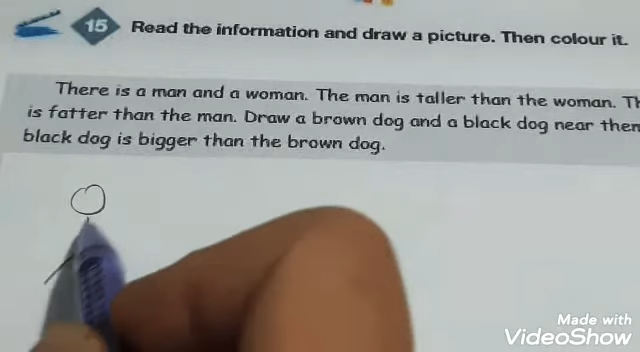 15 Read the information and draw a picture. Then colour it.
There is a man and a woman. The man is taller than the woman.
is fatter than the man. Draw a brown dog and a black dog near
black dog is bigger than the brown dog.
Made with
VideoShow